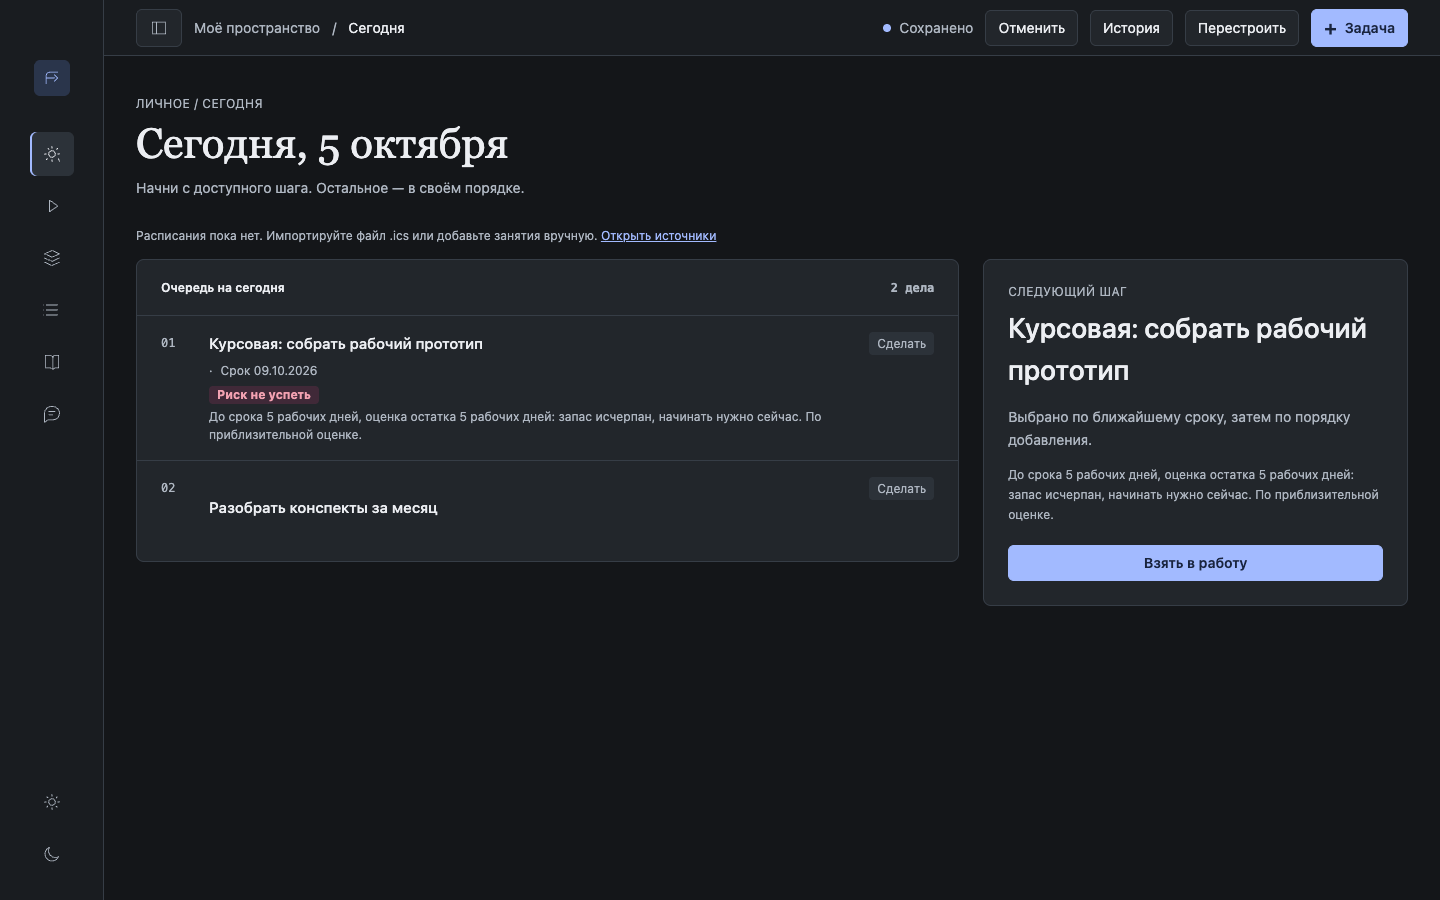 Моё пространство / Сегодня
Сохранено
Отменить
История
Перестроить
+ Задача
ЛИЧНОЕ / СЕГОДНЯ
Сегодня, 5 октября
Начни с доступного шага. Остальное — в своём порядке.
Расписания пока нет. Импортируйте файл .ics или добавьте занятия вручную. Открыть источники
Очередь на сегодня
2 дела
01
Курсовая: собрать рабочий прототип
Сделать
· Срок 09.10.2026
Риск не успеть
До срока 5 рабочих дней, оценка остатка 5 рабочих дней: запас исчерпан, начинать нужно сейчас. По
приблизительной оценке.
02
Разобрать конспекты за месяц
Сделать
СЛЕДУЮЩИЙ ШАГ
Курсовая: собрать рабочий
прототип
Выбрано по ближайшему сроку, затем по порядку
добавления.
До срока 5 рабочих дней, оценка остатка 5 рабочих дней:
запас исчерпан, начинать нужно сейчас. По приблизительной
оценке.
Взять в работу